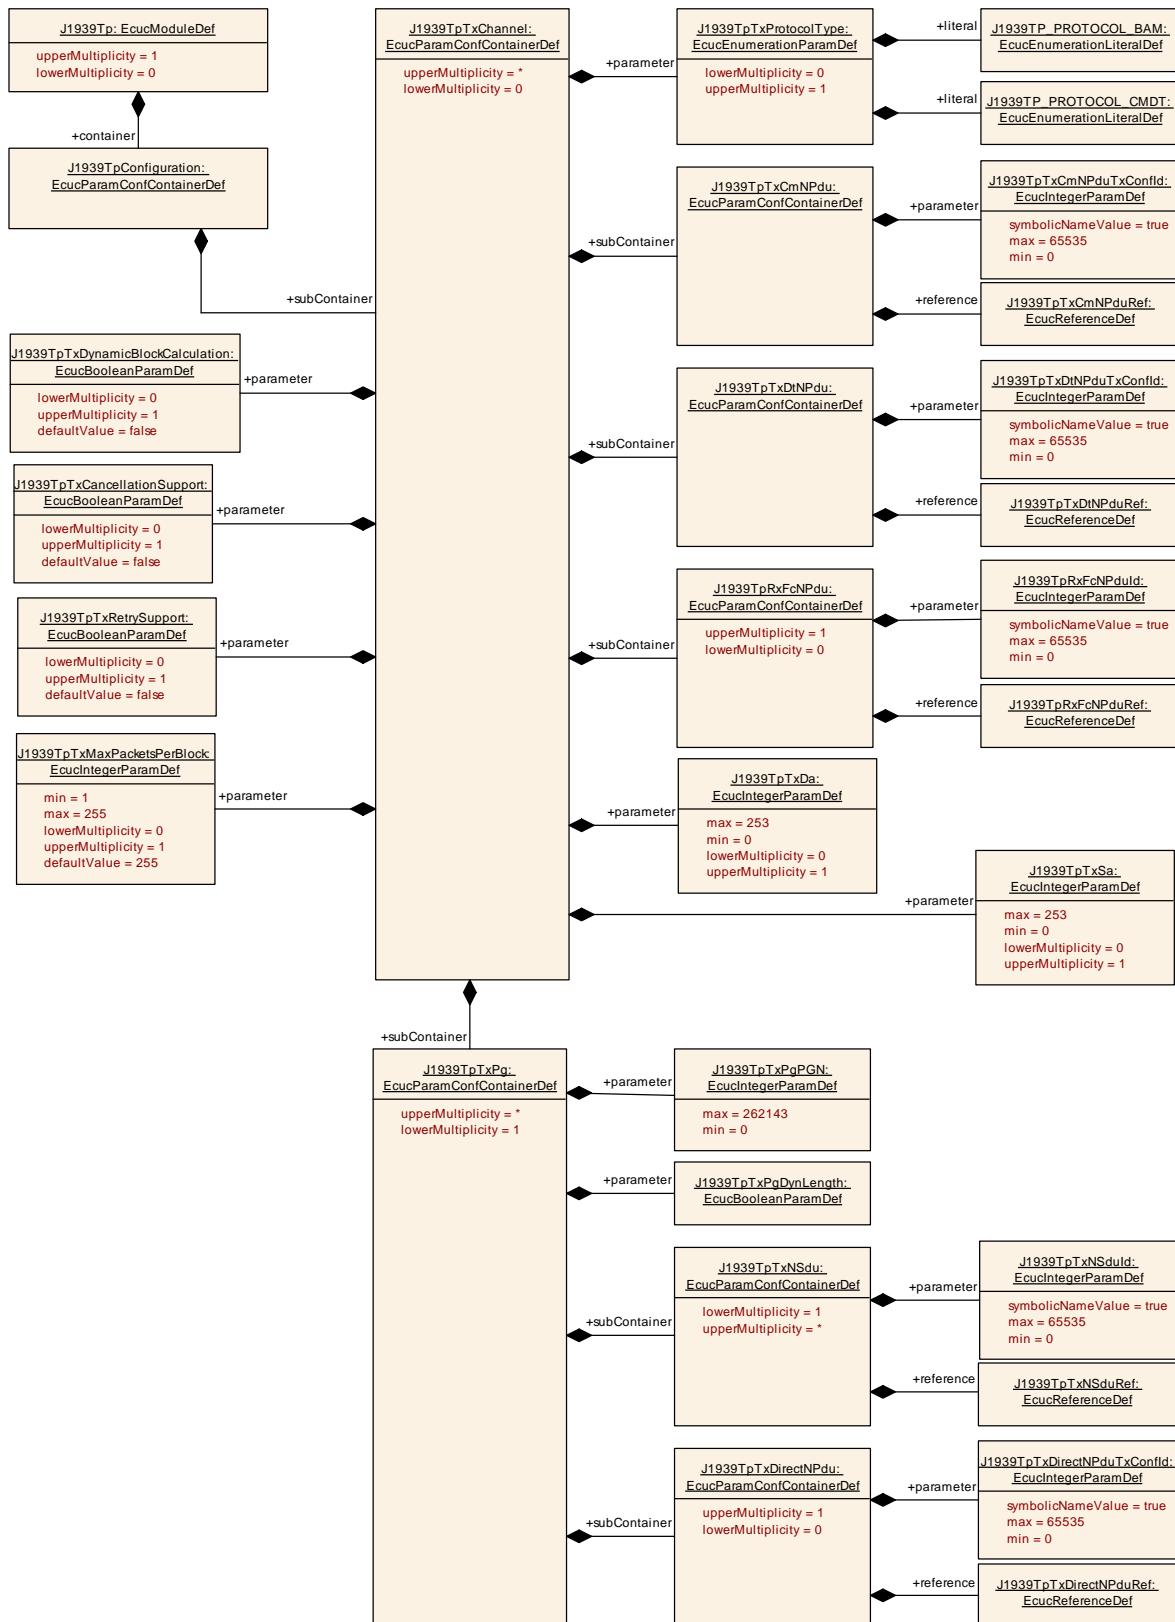 J1939Tp: EcucModuleDef
upperMultiplicity = 1
lowerMultiplicity = 0
+container
J1939TpConfiguration:
EcucParamConfContainerDef
+subContainer
J1939TpTxChannel:
EcucParamConfContainerDef
upperMultiplicity = *
lowerMultiplicity = 0
+parameter
J1939TpTxProtocolType:
EcucEnumerationParamDef
lowerMultiplicity = 0
upperMultiplicity = 1
+literal
J1939TP_PROTOCOL_BAM:
EcucEnumerationLiteralDef
+literal
J1939TP_PROTOCOL_CMDT:
EcucEnumerationLiteralDef
+subContainer
J1939TpTxCmNPdu:
EcucParamConfContainerDef
+parameter
J1939TpTxCmNPduTxConfId:
EcucIntegerParamDef
symbolicNameValue = true
max = 65535
min = 0
+reference
J1939TpTxCmNPduRef:
EcucReferenceDef
J1939TpTxDynamicBlockCalculation:
EcucBooleanParamDef
lowerMultiplicity = 0
upperMultiplicity = 1
defaultValue = false
+parameter
+subContainer
J1939TpTxDtNPdu:
EcucParamConfContainerDef
+parameter
J1939TpTxDtNPduTxConfId:
EcucIntegerParamDef
symbolicNameValue = true
max = 65535
min = 0
+reference
J1939TpTxDtNPduRef:
EcucReferenceDef
J1939TpTxCancellationSupport:
EcucBooleanParamDef
lowerMultiplicity = 0
upperMultiplicity = 1
defaultValue = false
+parameter
J1939TpTxRetrySupport:
EcucBooleanParamDef
lowerMultiplicity = 0
upperMultiplicity = 1
defaultValue = false
+parameter
+subContainer
J1939TpRxFcNPdu:
EcucParamConfContainerDef
upperMultiplicity = 1
lowerMultiplicity = 0
+parameter
J1939TpRxFcNPduId:
EcucIntegerParamDef
symbolicNameValue = true
max = 65535
min = 0
+reference
J1939TpRxFcNPduRef:
EcucReferenceDef
J1939TpTxMaxPacketsPerBlock:
EcucIntegerParamDef
min = 1
max = 255
lowerMultiplicity = 0
upperMultiplicity = 1
defaultValue = 255
+parameter
+parameter
J1939TpTxDa:
EcucIntegerParamDef
max = 253
min = 0
lowerMultiplicity = 0
upperMultiplicity = 1
+parameter
J1939TpTxSa:
EcucIntegerParamDef
max = 253
min = 0
lowerMultiplicity = 0
upperMultiplicity = 1
+subContainer
J1939TpTxPg:
EcucParamConfContainerDef
upperMultiplicity = *
lowerMultiplicity = 1
+parameter
J1939TpTxPgPGN:
EcucIntegerParamDef
max = 262143
min = 0
+parameter
J1939TpTxPgDynLength:
EcucBooleanParamDef
+subContainer
J1939TpTxNSdu:
EcucParamConfContainerDef
lowerMultiplicity = 1
upperMultiplicity = *
+parameter
J1939TpTxNSduId:
EcucIntegerParamDef
symbolicNameValue = true
max = 65535
min = 0
+reference
J1939TpTxNSduRef:
EcucReferenceDef
+subContainer
J1939TpTxDirectNPdu:
EcucParamConfContainerDef
upperMultiplicity = 1
lowerMultiplicity = 0
+parameter
J1939TpTxDirectNPduTxConfId:
EcucIntegerParamDef
symbolicNameValue = true
max = 65535
min = 0
+reference
J1939TpTxDirectNPduRef:
EcucReferenceDef